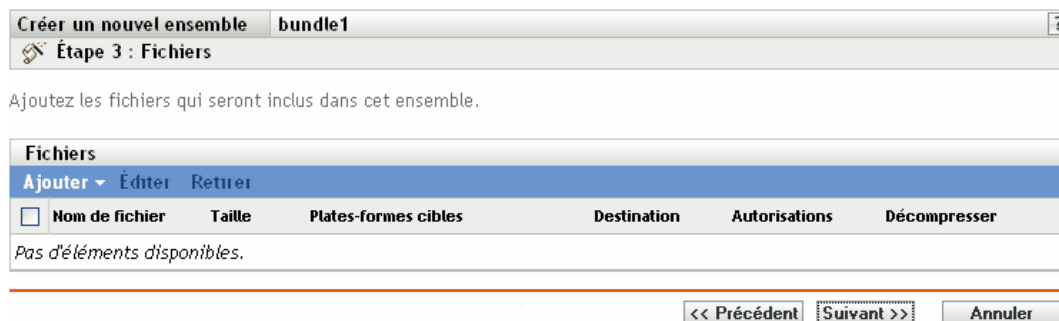 Créer un nouvel ensemble bundle1 ?
Étape 3 : Fichiers
Ajoutez les fichiers qui seront inclus dans cet ensemble.
Fichiers
Ajouter Éditer Retirer
Nom de fichier Taille Plates-formes cibles Destination Autorisations Décompresser
Pas d'éléments disponibles.
<< Précédent Suivant >> Annuler